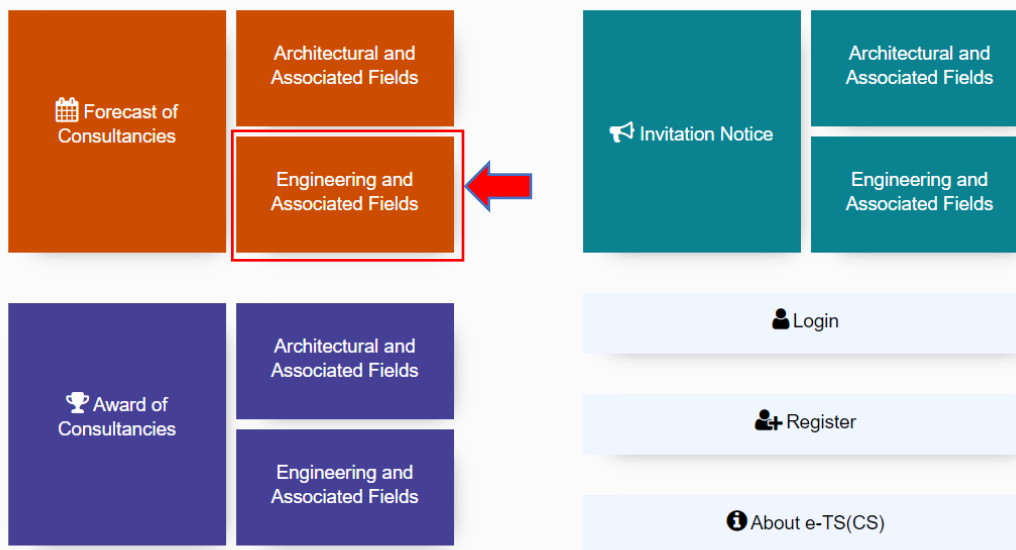 Forecast of
Consultancies
Architectural and
Associated Fields
Engineering and
Associated Fields
Invitation Notice
Architectural and
Associated Fields
Engineering and
Associated Fields
Award of
Consultancies
Architectural and
Associated Fields
Engineering and
Associated Fields
Login
Register
About e-TS(CS)